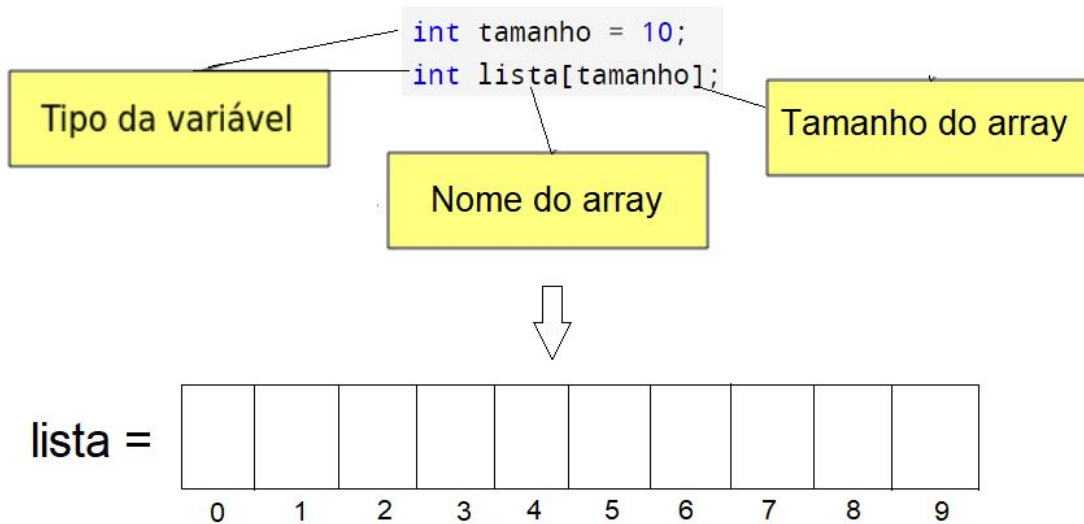 int tamanho = 10;
int lista[tamanho];
Tipo da variável
Tamanho do array
Nome do array
lista =
0 1 2 3 4 5 6 7 8 9